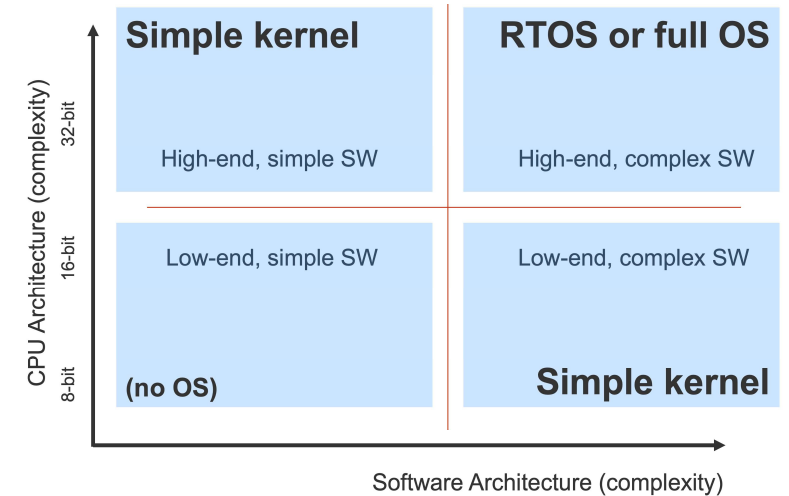 Simple kernel
RTOS or full OS
High-end, simple SW
High-end, complex SW
Low-end, simple SW
Low-end, complex SW
(no OS)
Simple kernel
CPU Architecture (complexity)
32-bit
16-bit
8-bit
Software Architecture (complexity)